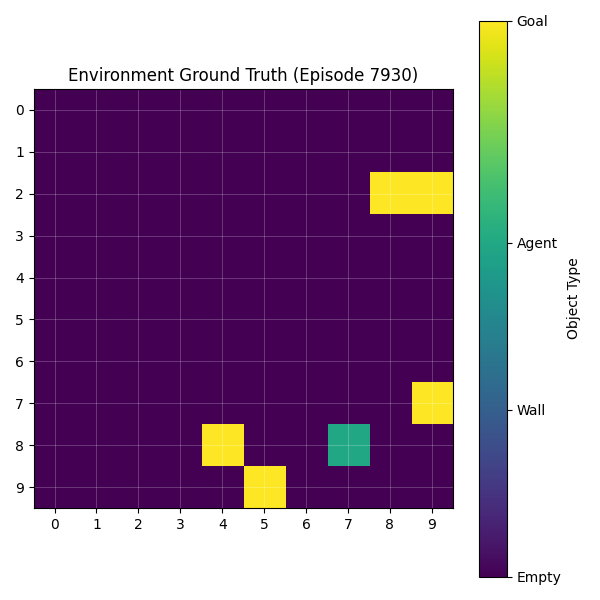 Environment Ground Truth (Episode 7930)
0
1
2
3
4
5
6
7
8
9
0 1 2 3 4 5 6 7 8 9
Goal
Agent
Wall
Empty
Object Type